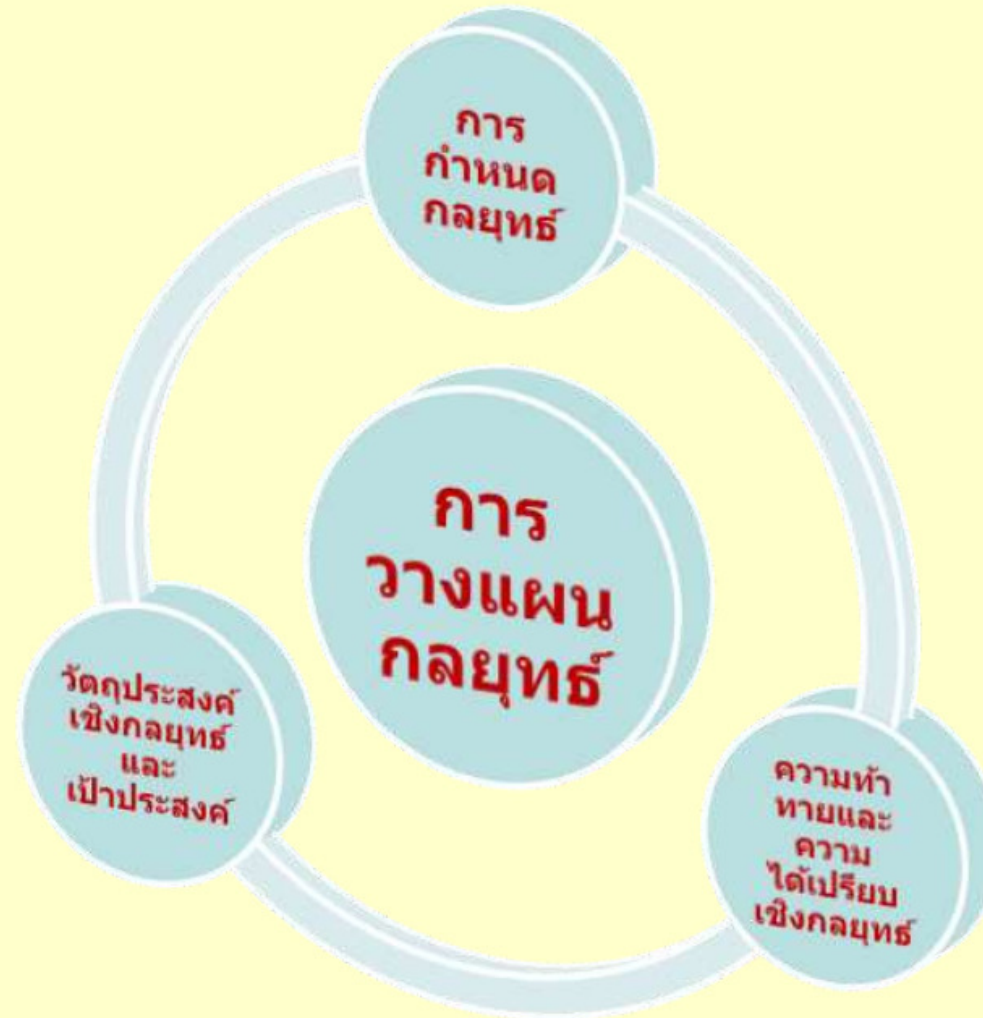 การ
กำหนด
กลยุทธ์
การ
วางแผน
กลยุทธ์
วัตถุประสงค์
เชิงกลยุทธ์
และ
เป้าประสงค์
ความท้า
ทายและ
ความ
ได้เปรียบ
เชิงกลยุทธ์